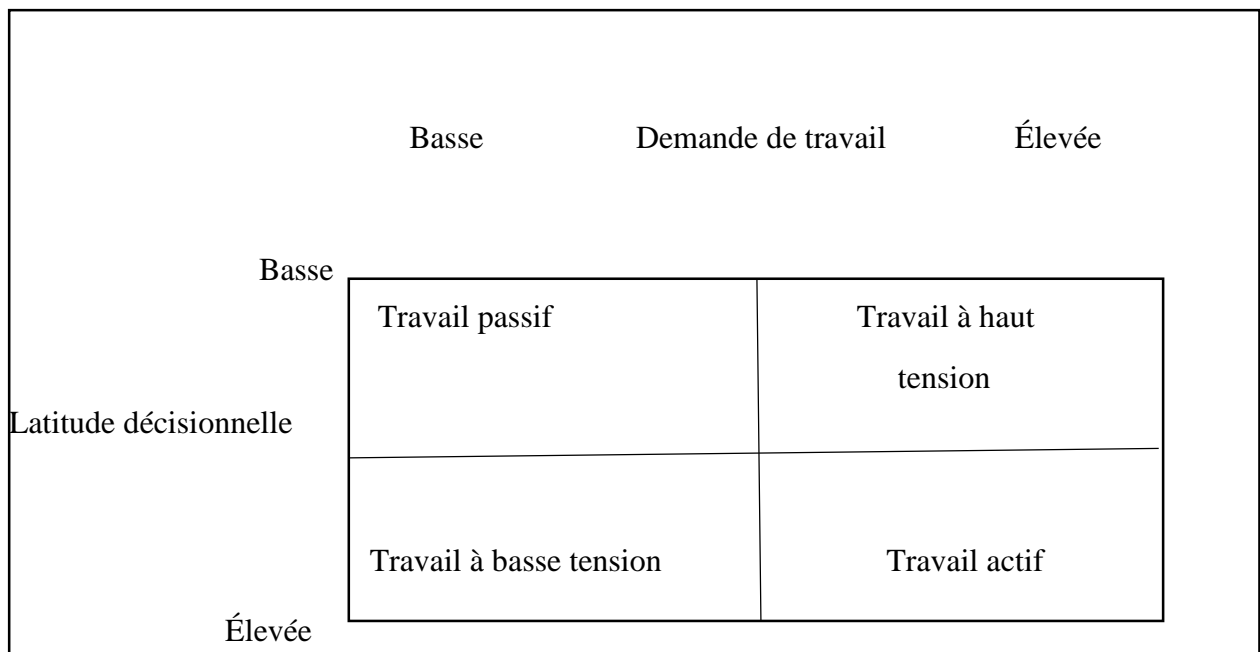 Basse Demande de travail Élevée
Basse
Travail passif Travail à haut
tension
Latitude décisionnelle
Travail à basse tension Travail actif
Élevée